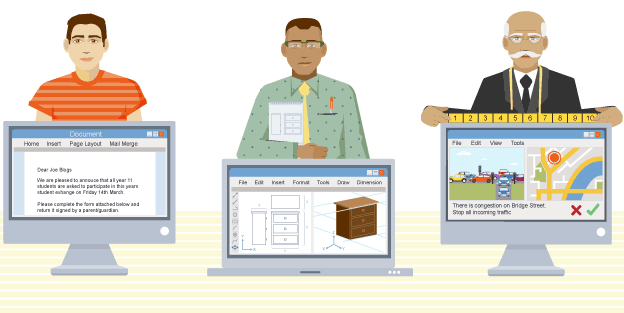 Document
Home Insert Page Layout Mail Merge
Dear Joe Blogs
We are pleased to announce that all year 11
students are asked to participate in this years
student exhange on Friday 14th March.
Please complete the form attached below and
return it signed by a parent/guardian.
File Edit Insert Format Tools Draw Dimension
1 2 3 4 5 6 7 8 9 10
File Edit View Tools
There is congestion on Bridge Street
Stop all incoming traffic